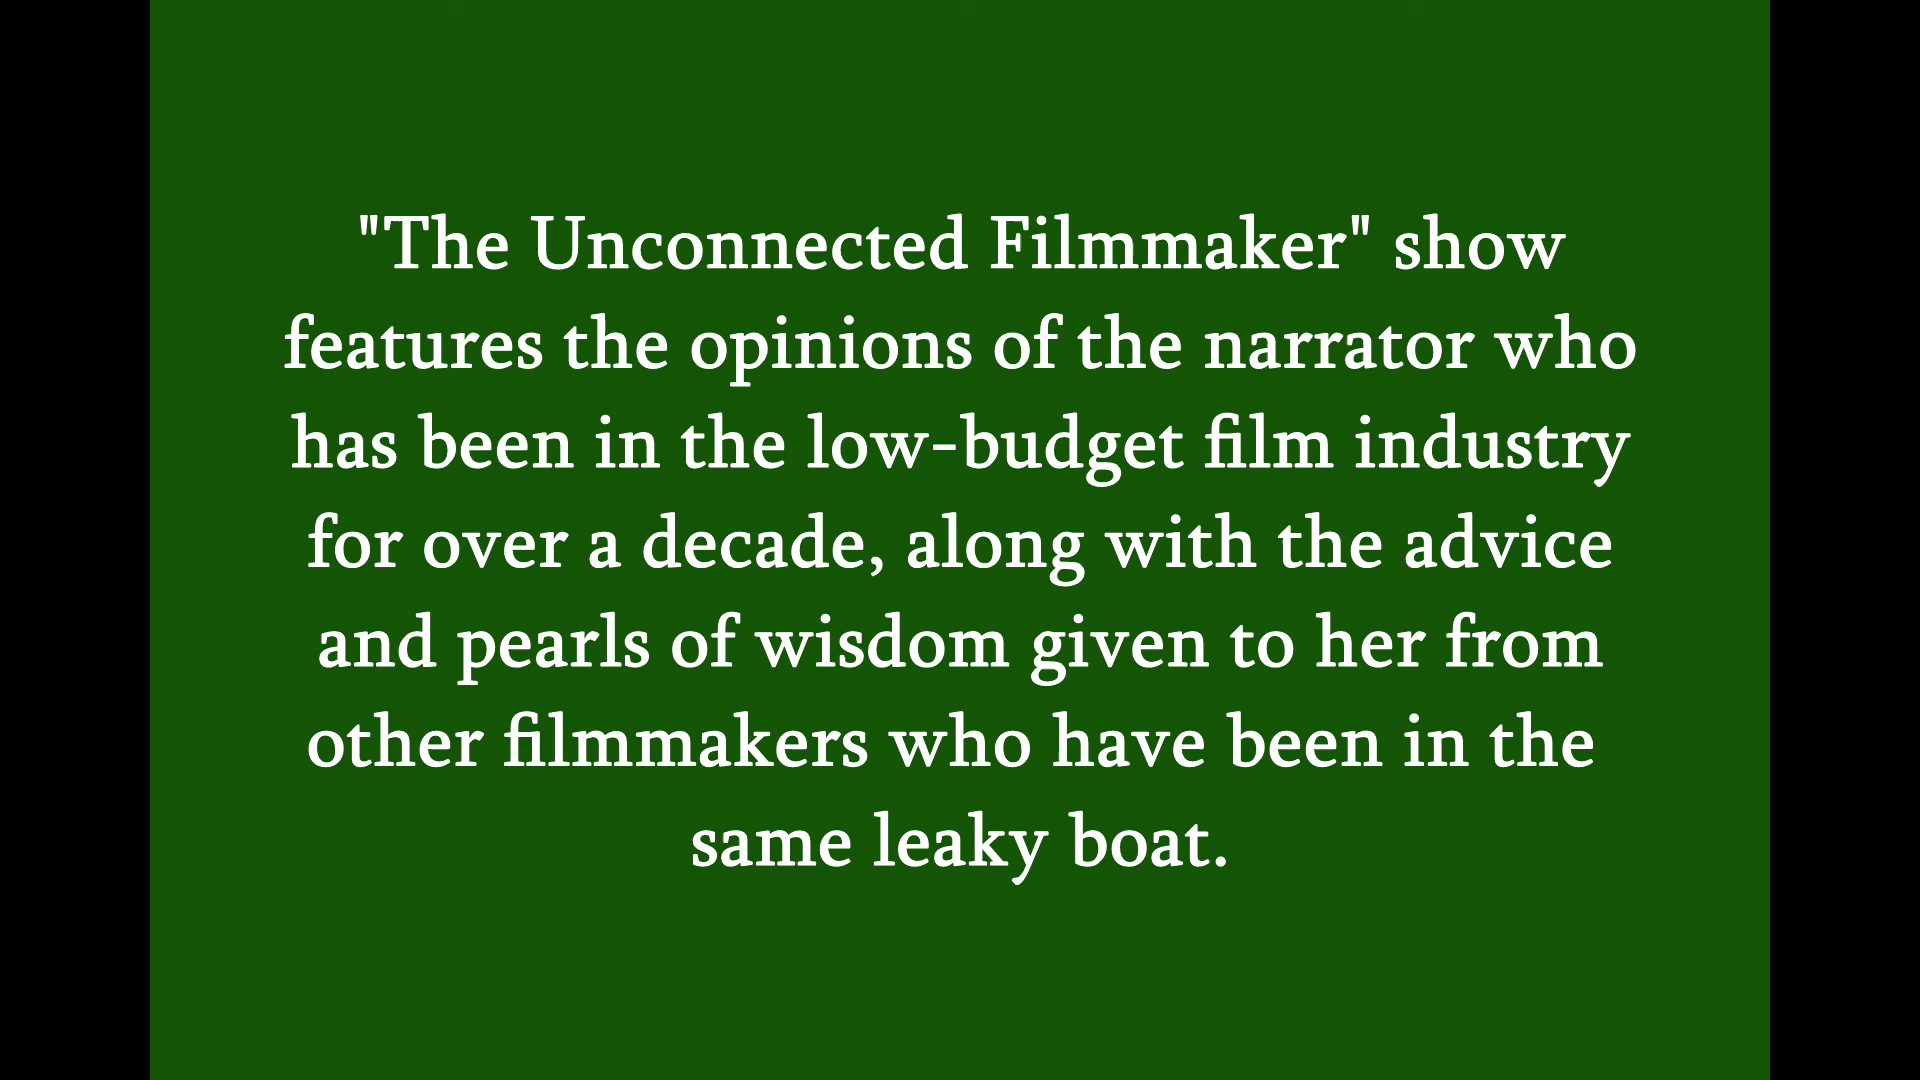 "The Unconnected Filmmaker" show
features the opinions of the narrator who
has been in the low-budget film industry
for over a decade, along with the advice
and pearls of wisdom given to her from
other filmmakers who have been in the
same leaky boat.